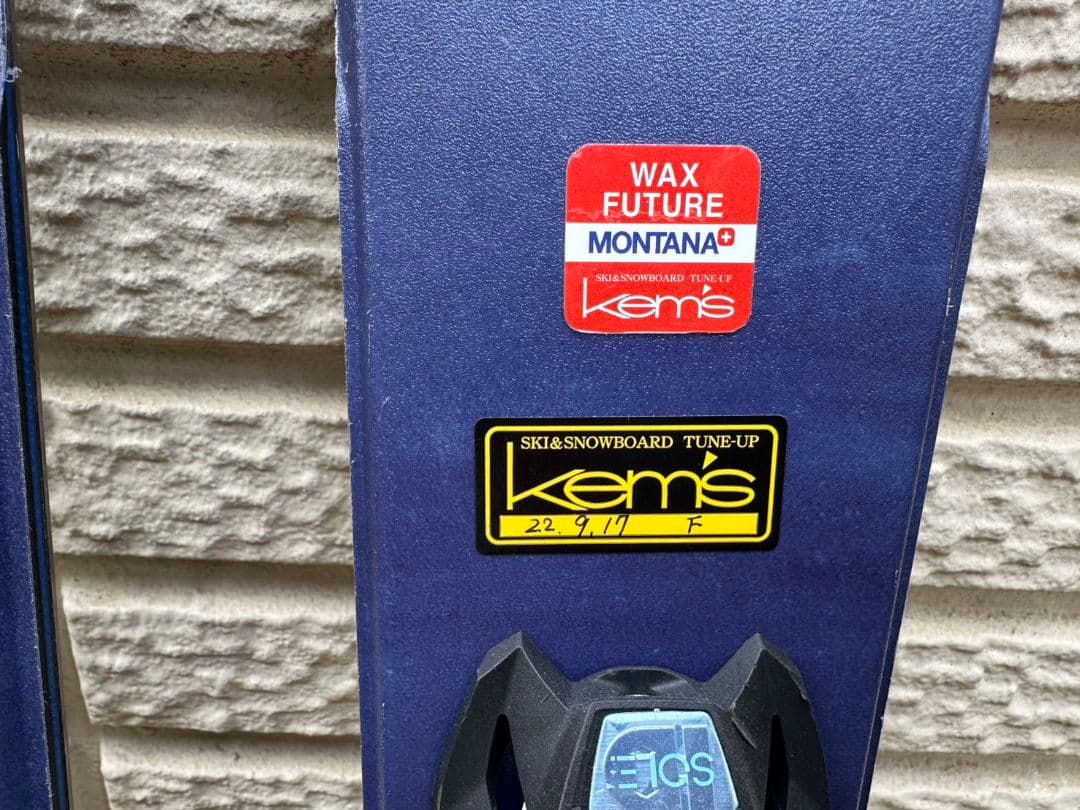 WAX
FUTURE
MONTANA
SKI&SNOWBOARD TUNE-UP
kem's
SKI&SNOWBOARD TUNE-UP
kem's
22. 9.17 F